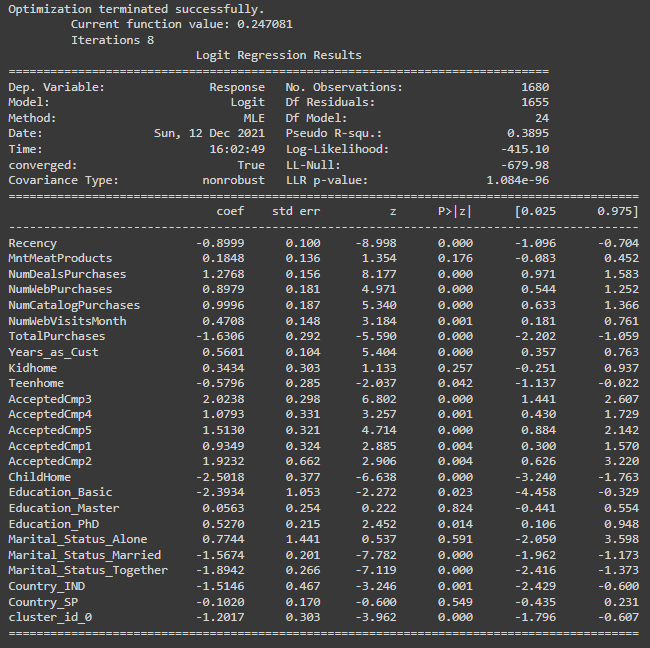 Optimization terminated successfully.
Current function value: 0.247081
Iterations 8
Logit Regression Results
==============================================================================
Dep. Variable: Response No. Observations: 1680
Model: Logit Df Residuals: 1655
Method: MLE Df Model: 24
Date: Sun, 12 Dec 2021 Pseudo R-squ.: 0.3895
Time: 16:02:49 Log-Likelihood: -415.10
converged: True LL-Null: -679.98
Covariance Type: nonrobust LLR p-value: 1.084e-96
===========================================================================================
coef std err z P>|z| [0.025 0.975]
-------------------------------------------------------------------------------------------
Recency -0.8999 0.100 -8.998 0.000 -1.096 -0.704
MntMeatProducts 0.1848 0.136 1.354 0.176 -0.083 0.452
NumDealsPurchases 1.2768 0.156 8.177 0.000 0.971 1.583
NumWebPurchases 0.8979 0.181 4.971 0.000 0.544 1.252
NumCatalogPurchases 0.9996 0.187 5.340 0.000 0.633 1.366
NumWebVisitsMonth 0.4708 0.148 3.184 0.001 0.181 0.761
TotalPurchases -1.6306 0.292 -5.590 0.000 -2.202 -1.059
Years_as_Cust 0.5601 0.104 5.404 0.000 0.357 0.763
Kidhome 0.3434 0.303 1.133 0.257 -0.251 0.937
Teenhome -0.5796 0.285 -2.037 0.042 -1.137 -0.022
AcceptedCmp3 2.0238 0.298 6.802 0.000 1.441 2.607
AcceptedCmp4 1.0793 0.331 3.257 0.001 0.430 1.729
AcceptedCmp5 1.5130 0.321 4.714 0.000 0.884 2.142
AcceptedCmp1 0.9349 0.324 2.885 0.004 0.300 1.570
AcceptedCmp2 1.9232 0.662 2.906 0.004 0.626 3.220
ChildHome -2.5018 0.377 -6.638 0.000 -3.240 -1.763
Education_Basic -2.3934 1.053 -2.272 0.023 -4.458 -0.329
Education_Master 0.0563 0.254 0.222 0.824 -0.441 0.554
Education_PhD 0.5270 0.215 2.452 0.014 0.106 0.948
Marital_Status_Alone 0.7744 1.441 0.537 0.591 -2.050 3.598
Marital_Status_Married -1.5674 0.201 -7.782 0.000 -1.962 -1.173
Marital_Status_Together -1.8942 0.266 -7.119 0.000 -2.416 -1.373
Country_IND -1.5146 0.467 -3.246 0.001 -2.429 -0.600
Country_SP -0.1020 0.170 -0.600 0.549 -0.435 0.231
cluster_id_0 -1.2017 0.303 -3.962 0.000 -1.796 -0.607
===========================================================================================